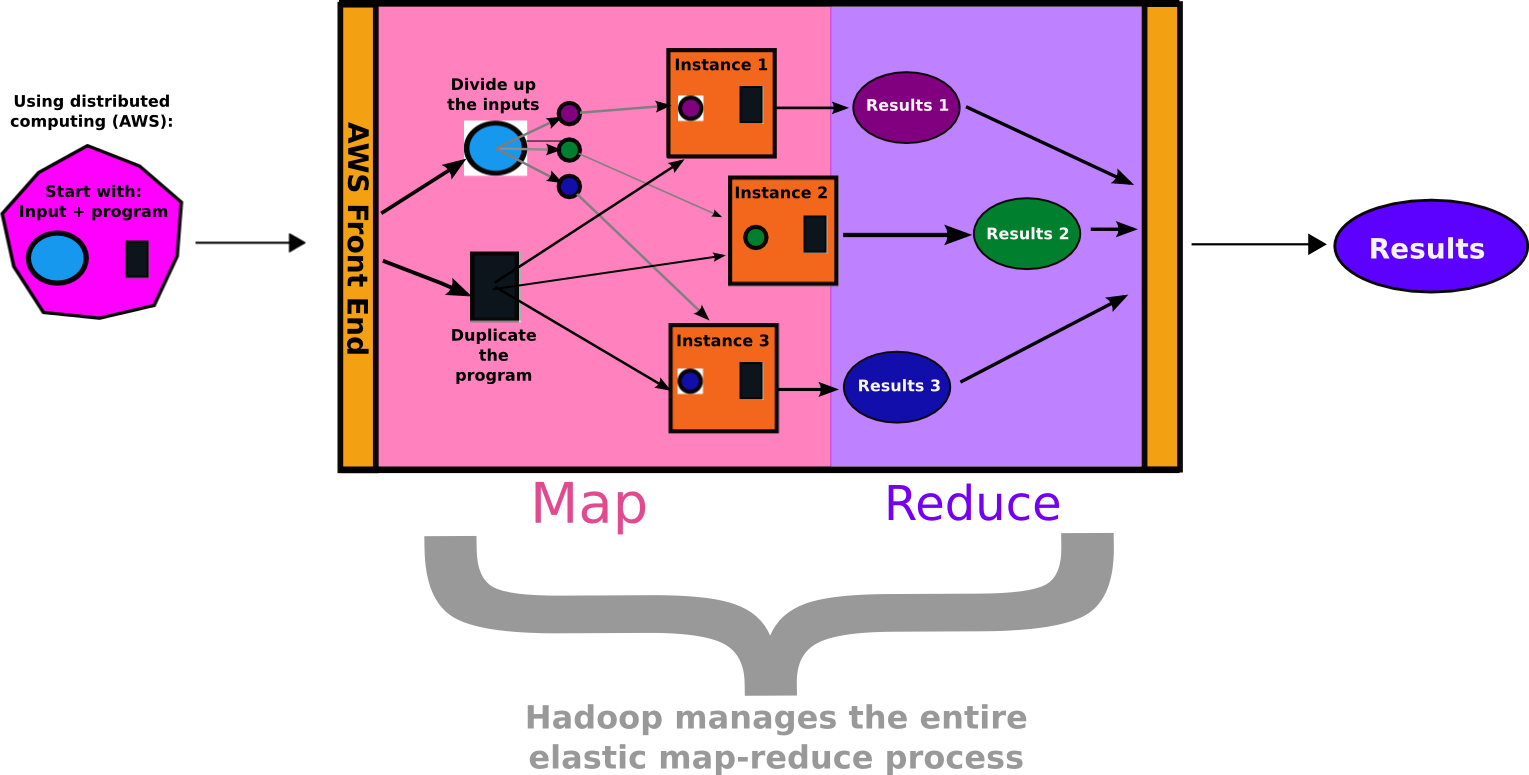 Using distributed
computing (AWS):
Start with:
Input + program
AWS Front End
Divide up
the inputs
Duplicate
the
program
Instance 1
Instance 2
Instance 3
Results 1
Results 2
Results 3
Results
Map
Reduce
Hadoop manages the entire
elastic map-reduce process